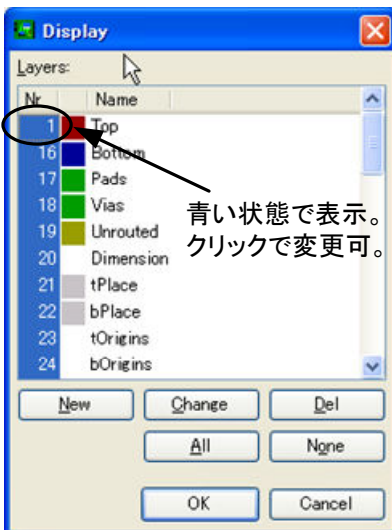 Display
Layers:
Nr Name
1 Top
16 Bottom
17 Pads
18 Vias
19 Unrouted
20 Dimension
21 tPlace
22 bPlace
23 tOrigins
24 bOrigins
青い状態で表示。
クリックで変更可。
New Change Del
All None
OK Cancel